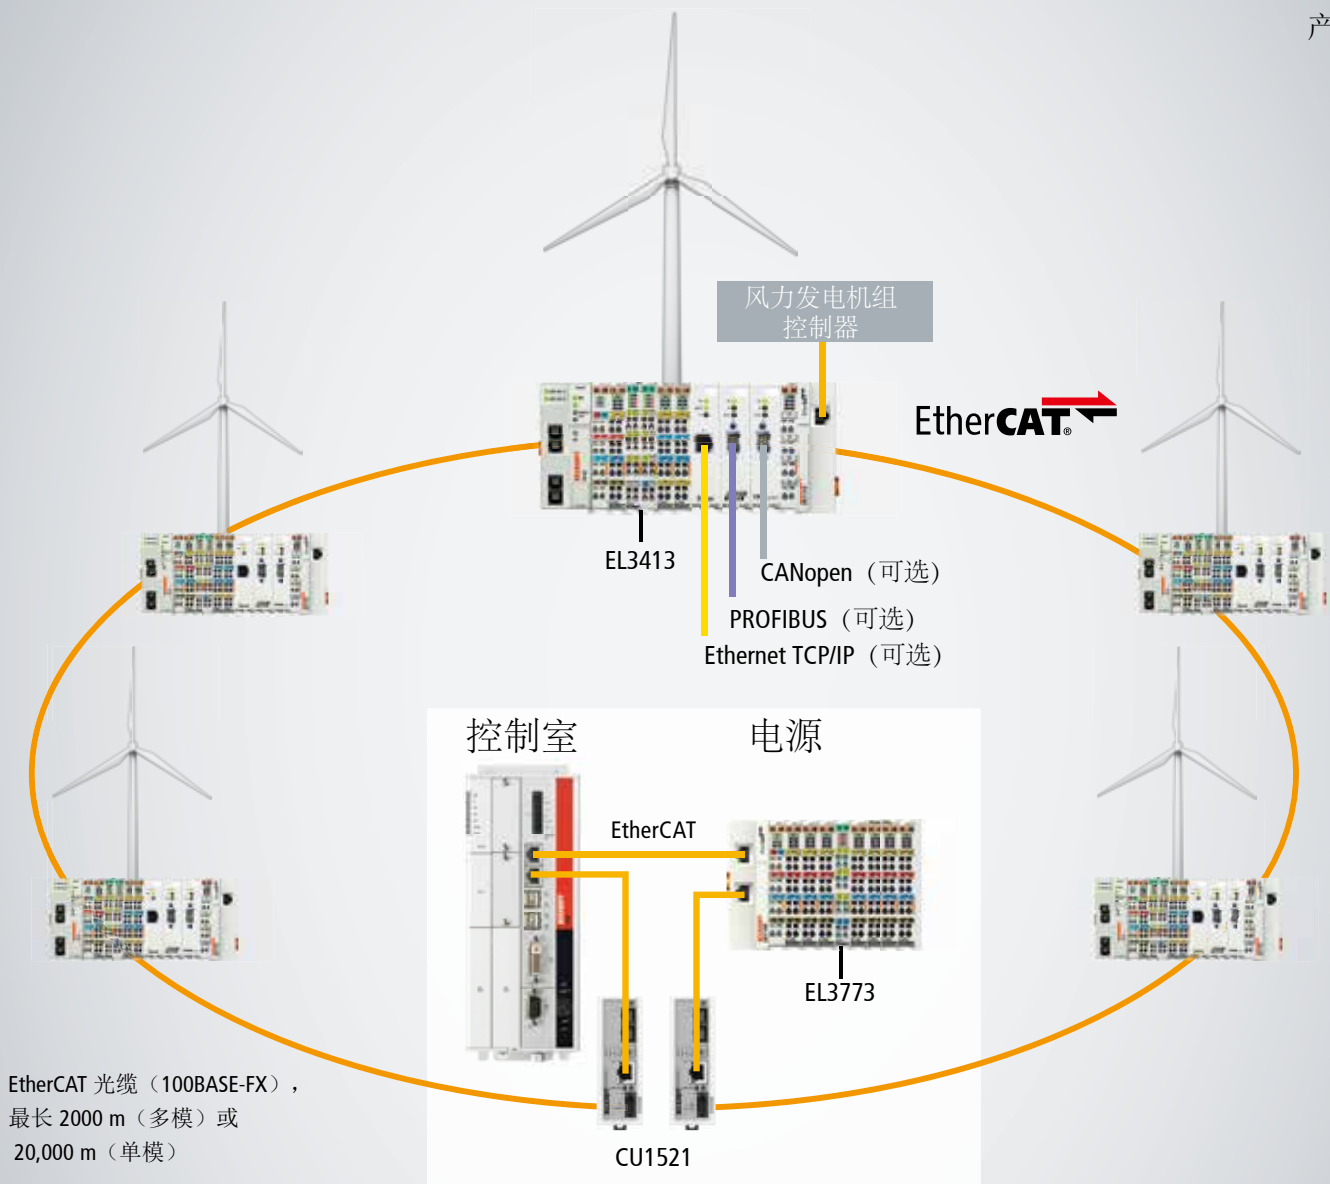 产
风力发电机组
控制器
EtherCAT®
EL3413
CANopen（可选）
PROFIBUS（可选）
Ethernet TCP/IP（可选）
控制室
电源
EtherCAT
EL3773
EtherCAT 光缆（100BASE-FX），
最长 2000 m（多模）或
20,000 m（单模）
CU1521